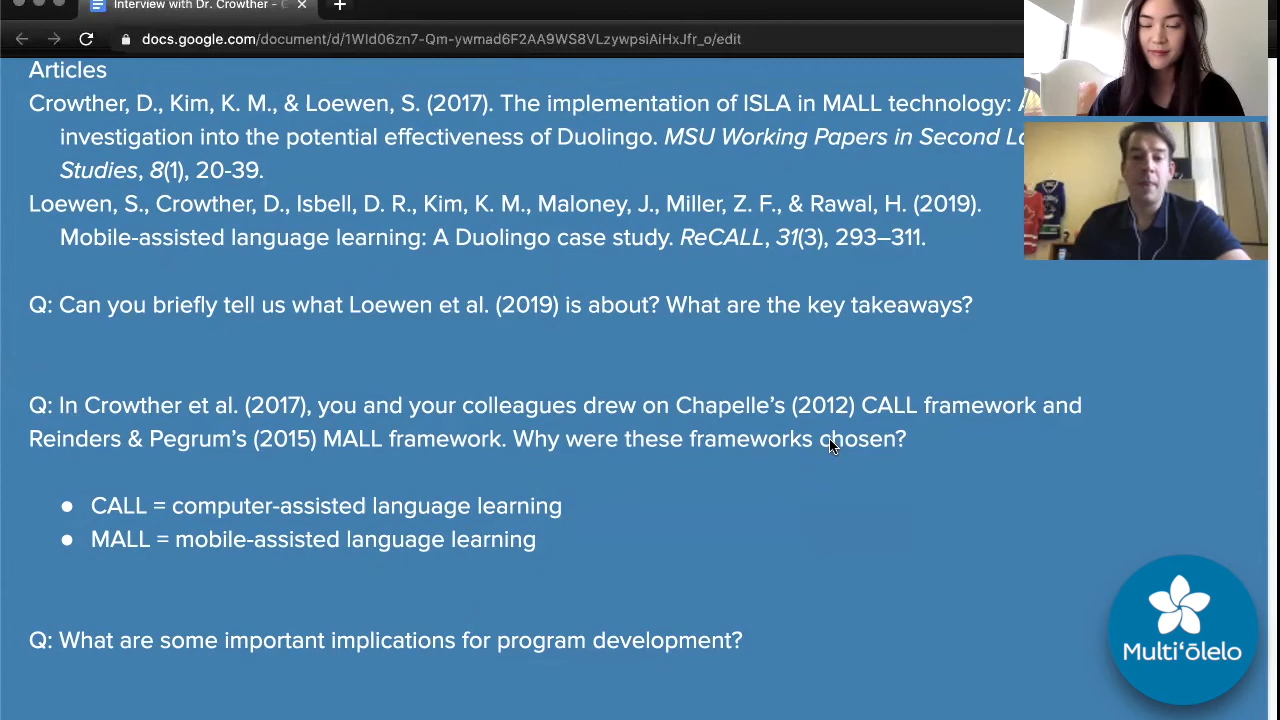 Interview with Dr. Crowther -
docs.google.com/document/d/1Wld06zn7-Qm-ywmad6F2AA9WS8VLzywpsiAiHxJfr_o/edit
Articles
Crowther, D., Kim, K. M., & Loewen, S. (2017). The implementation of ISLA in MALL technology:
investigation into the potential effectiveness of Duolingo. MSU Working Papers in Second
Studies, 8(1), 20-39.
Loewen, S., Crowther, D., Isbell, D. R., Kim, K. M., Maloney, J., Miller, Z. F., & Rawal, H. (2019).
Mobile-assisted language learning: A Duolingo case study. ReCALL, 31(3), 293–311.
Q: Can you briefly tell us what Loewen et al. (2019) is about? What are the key takeaways?
Q: In Crowther et al. (2017), you and your colleagues drew on Chapelle’s (2012) CALL framework and
Reinders & Pegrum’s (2015) MALL framework. Why were these frameworks chosen?
● CALL = computer-assisted language learning
● MALL = mobile-assisted language learning
Q: What are some important implications for program development?
Multiʻōlelo